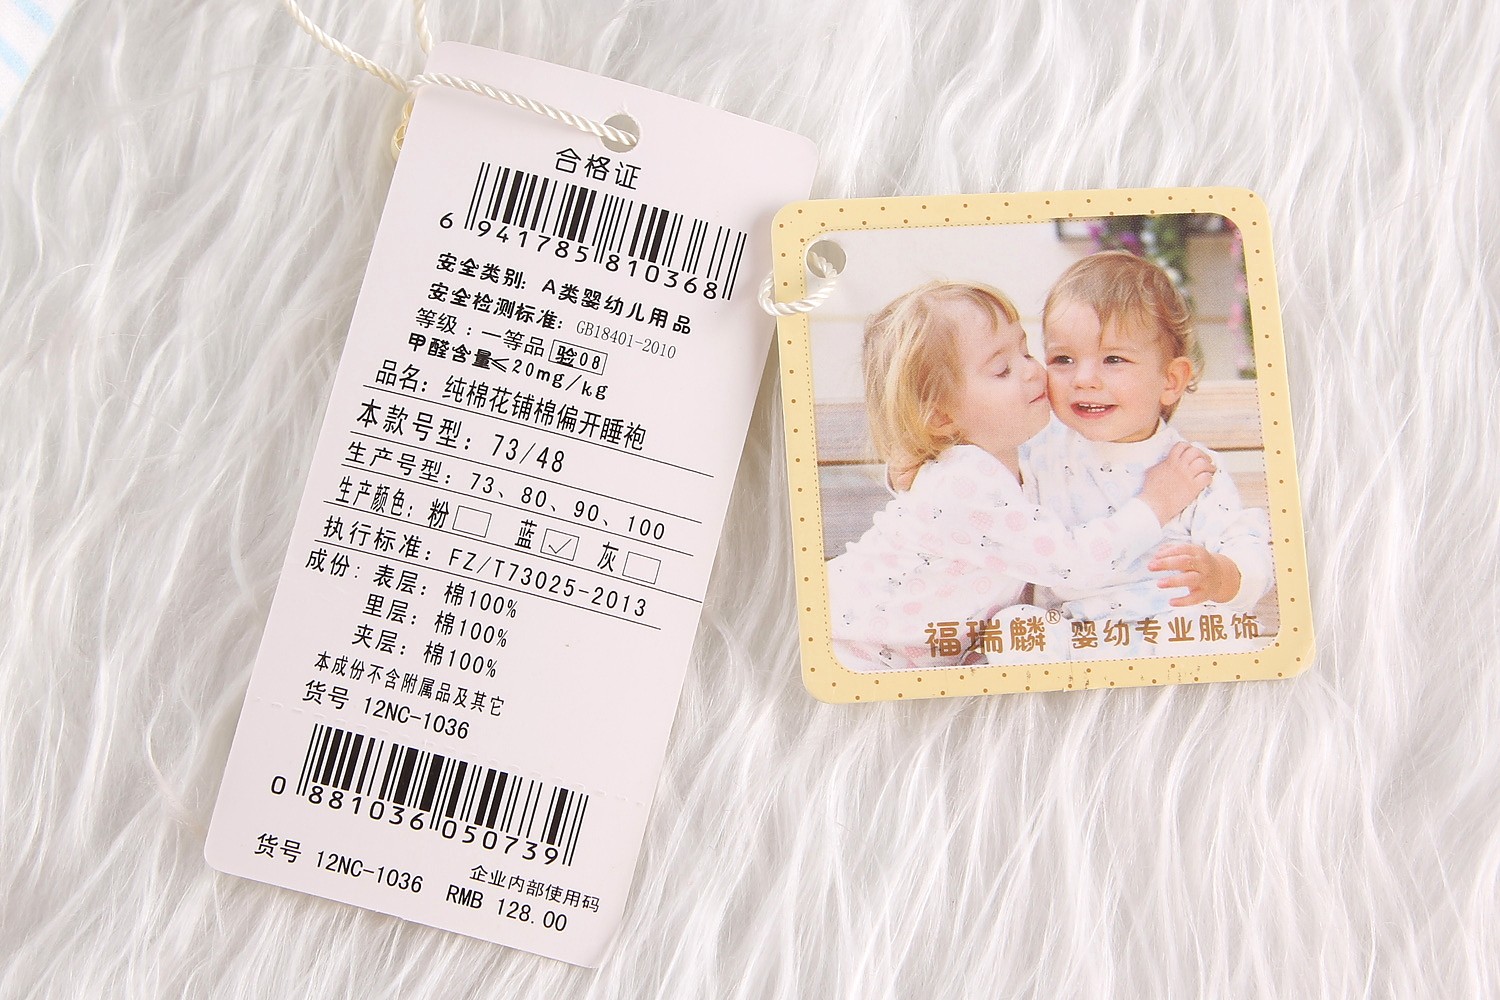 合格证
6 941785 810368
安全类别: A类婴幼儿用品
安全检测标准: GB18401-2010
等级:一等品 验08
甲醛含量≤20mg/kg
品名: 纯棉花铺棉偏开睡袍
本款号型: 73/48
生产号型: 73、80、90、100
生产颜色: 粉 蓝 灰
执行标准: FZ/T73025-2013
成份: 表层: 棉100%
里层: 棉100%
夹层: 棉100%
本成份不含附属品及其它
货号 12NC-1036
0 881036 050739
企业内部使用码
货号 12NC-1036 RMB 128.00
福瑞麟® 婴幼专业服饰